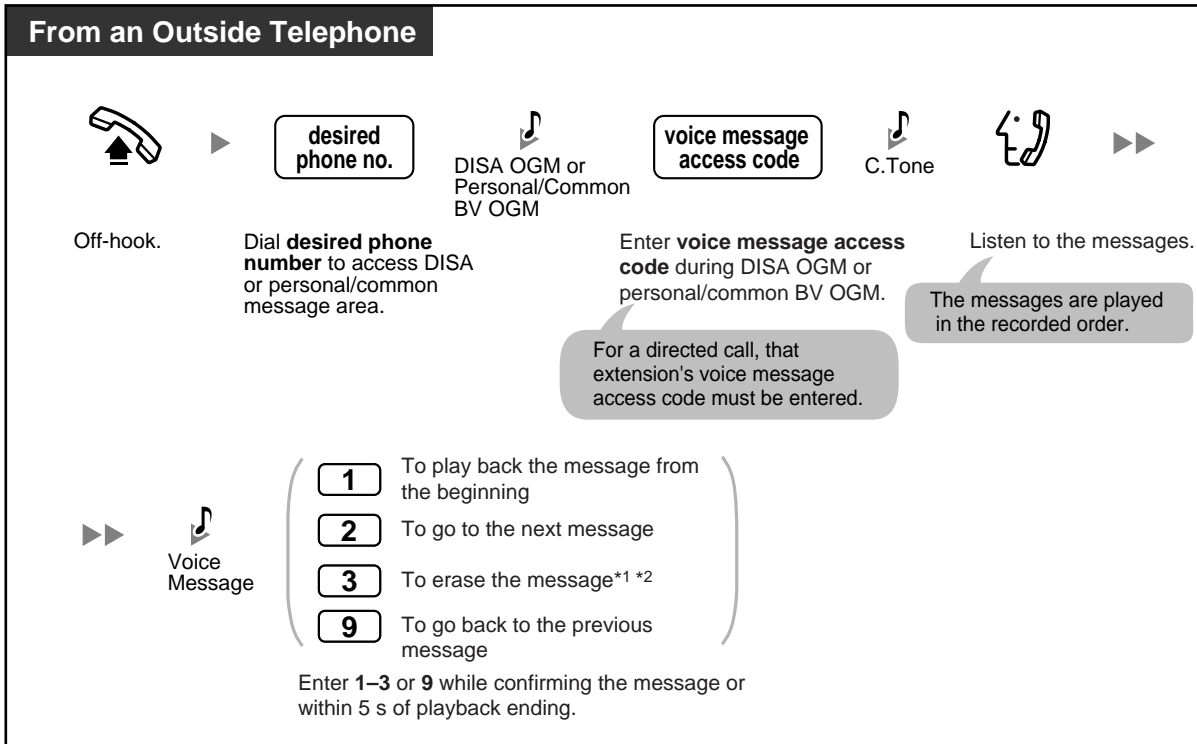 From an Outside Telephone
desired
phone no.
DISA OGM or
Personal/Common
BV OGM
voice message
access code
C.Tone
Off-hook.
Dial desired phone
number to access DISA
or personal/common
message area.
Enter voice message access
code during DISA OGM or
personal/common BV OGM.
Listen to the messages.
For a directed call, that
extension's voice message
access code must be entered.
The messages are played
in the recorded order.
Voice
Message
1 To play back the message from
the beginning
2 To go to the next message
3 To erase the message*1 *2
9 To go back to the previous
message
Enter 1–3 or 9 while confirming the message or
within 5 s of playback ending.